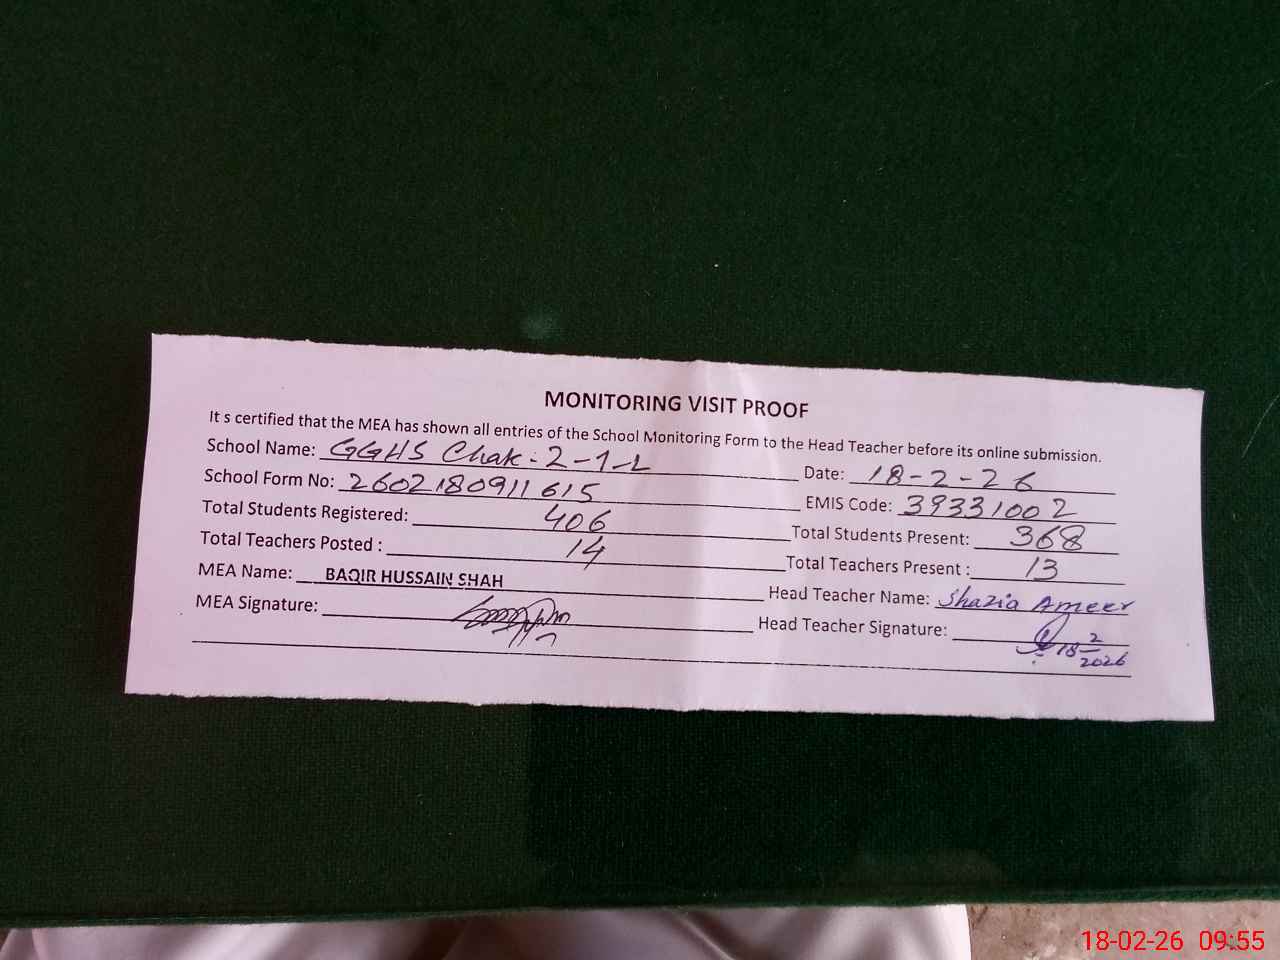 MONITORING VISIT PROOF
It s certified that the MEA has shown all entries of the School Monitoring Form to the Head Teacher before its online submission.
School Name: GGHS Chak-2-1-L Date: 18-2-26
School Form No: 2602180911615 EMIS Code: 39331002
Total Students Registered: 406 Total Students Present: 368
Total Teachers Posted : 14 Total Teachers Present : 13
MEA Name: BAQIR HUSSAIN SHAH Head Teacher Name: Shazia Ameer
MEA Signature: Head Teacher Signature: 18 2
2026
18-02-26 09:55